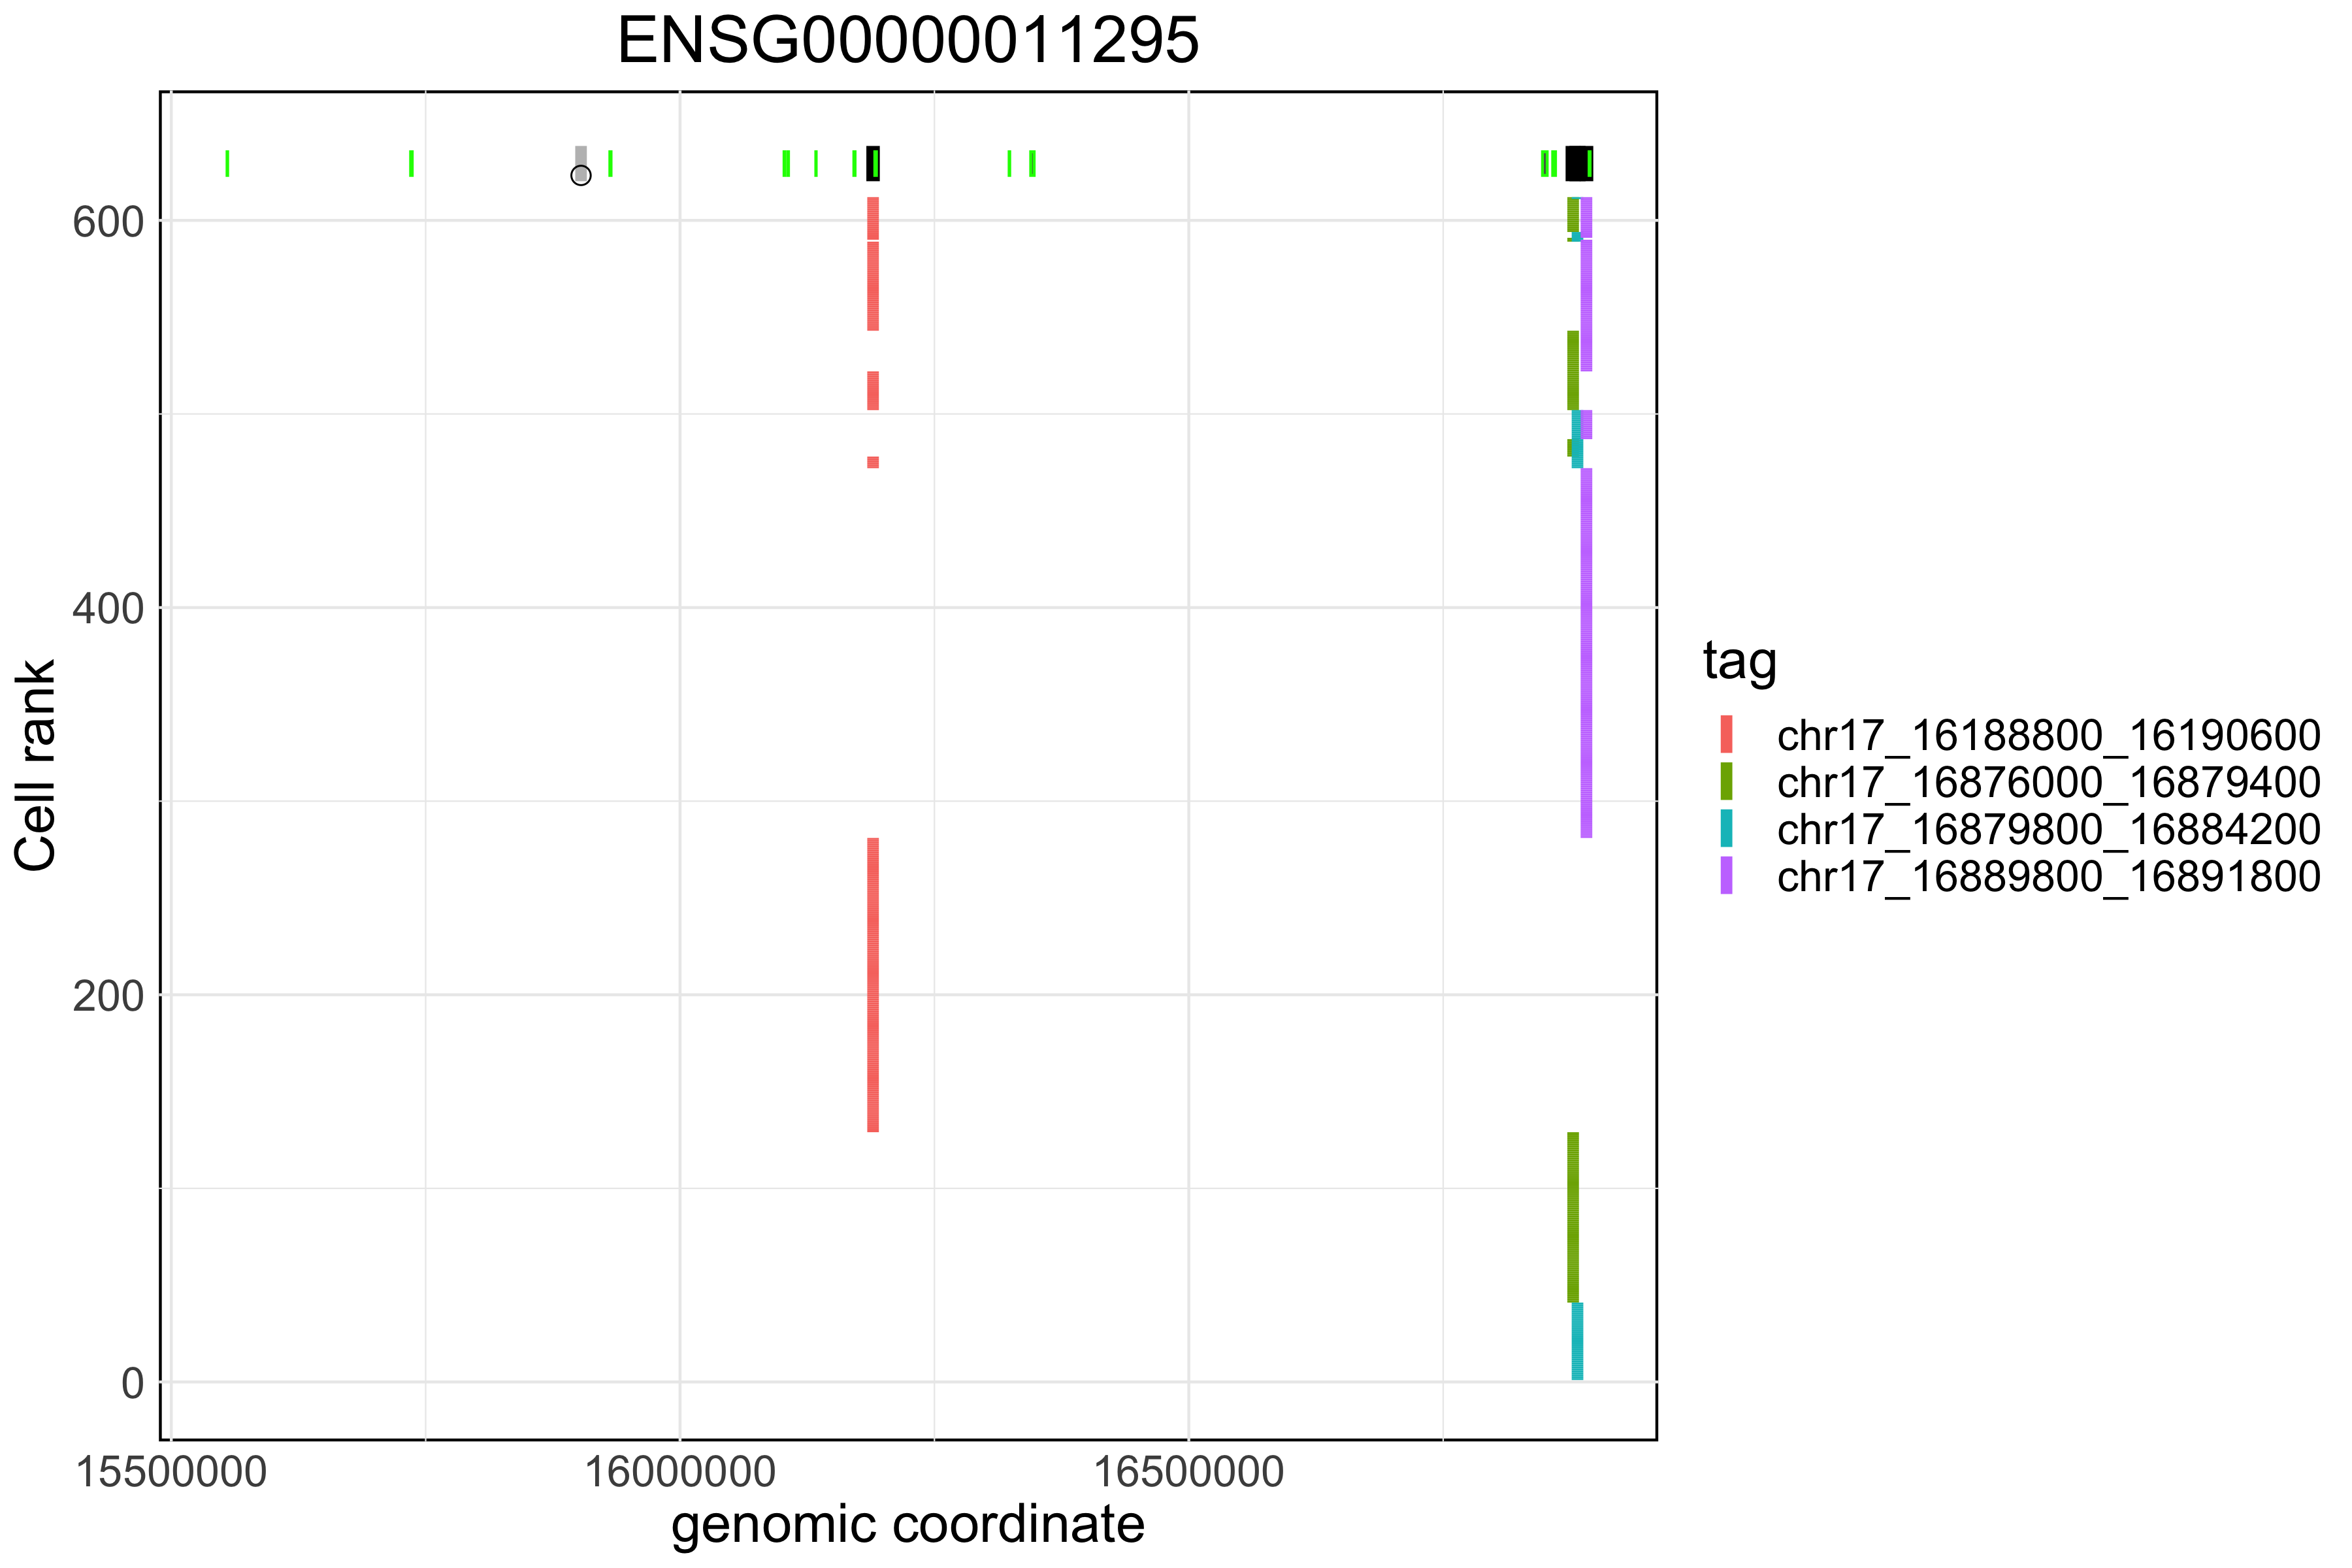 ENSG00000011295
600
400
200
0
Cell rank
15500000
16000000
16500000
genomic coordinate
tag
chr17_16188800_16190600
chr17_16876000_16879400
chr17_16879800_16884200
chr17_16889800_16891800